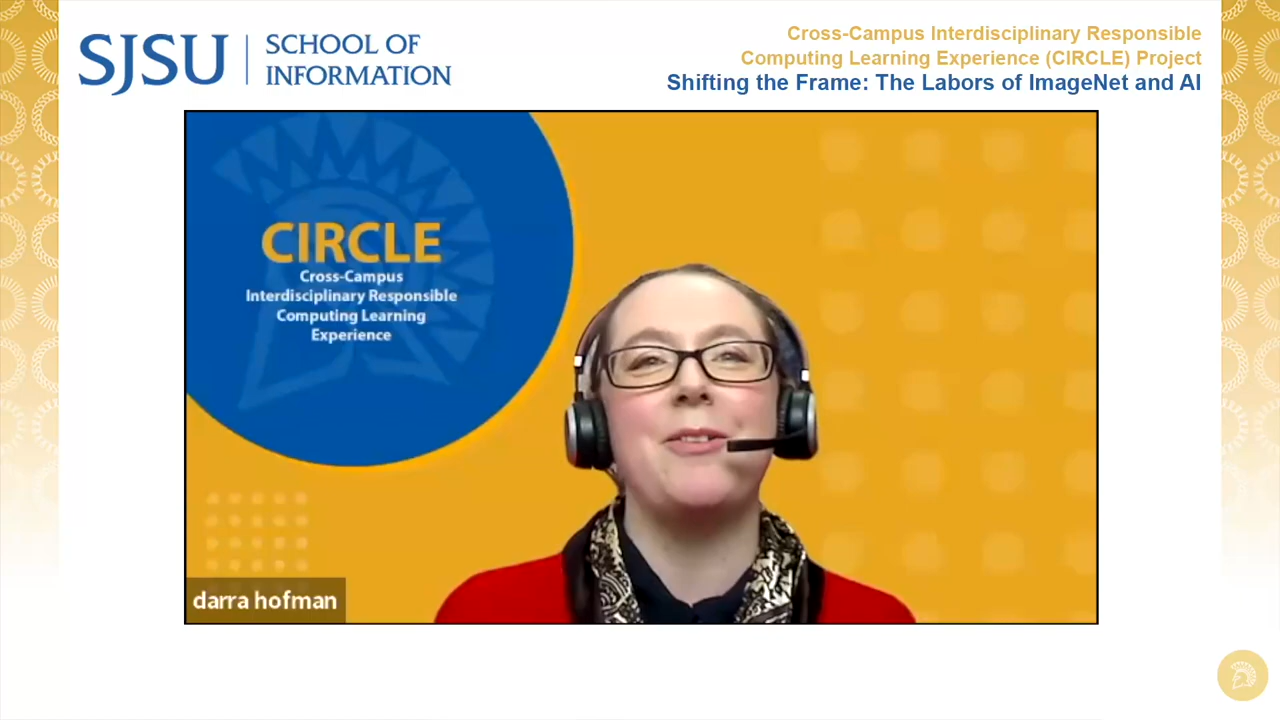 SJSU
SCHOOL OF
INFORMATION
Cross-Campus Interdisciplinary Responsible
Computing Learning Experience (CIRCLE) Project
Shifting the Frame: The Labors of ImageNet and AI
CIRCLE
Cross-Campus
Interdisciplinary Responsible
Computing Learning
Experience
darra hofman